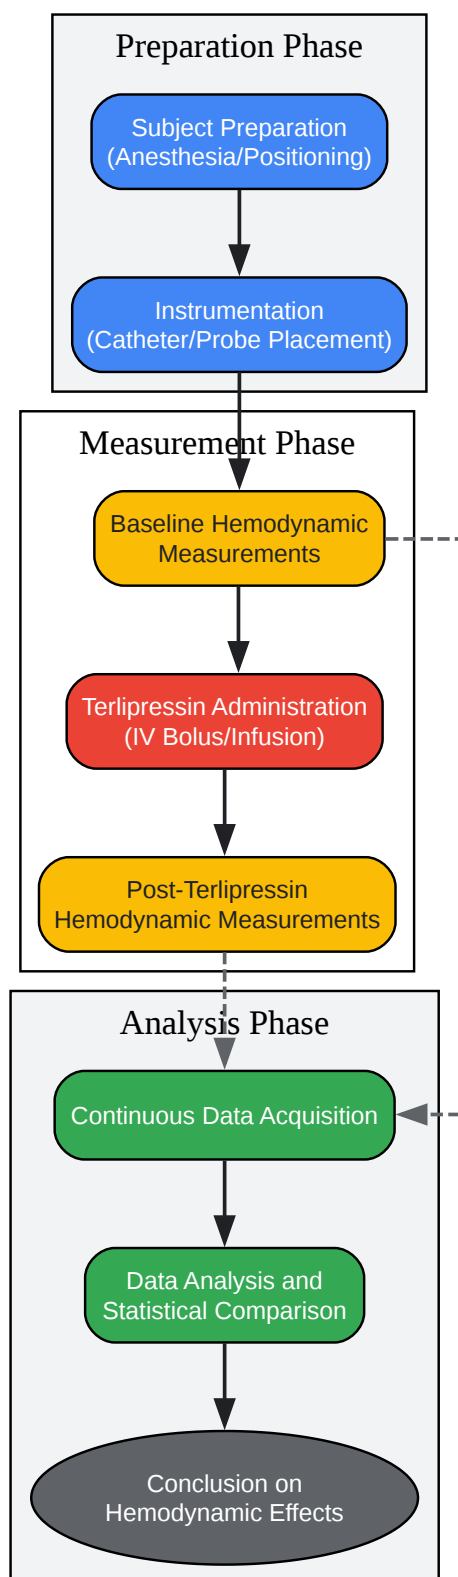 Preparation Phase
Subject Preparation
(Anesthesia/Positioning)
Instrumentation
(Catheter/Probe Placement)
Measurement Phase
Baseline Hemodynamic
Measurements
Terlipressin Administration
(IV Bolus/Infusion)
Post-Terlipressin
Hemodynamic Measurements
Analysis Phase
Continuous Data Acquisition
Data Analysis and
Statistical Comparison
Conclusion on
Hemodynamic Effects